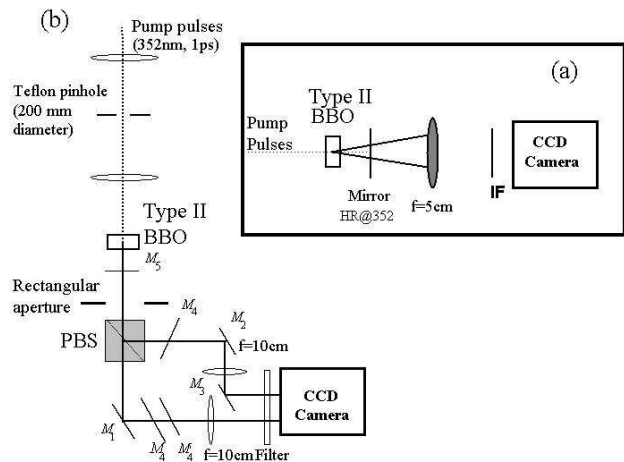 (b)
Pump pulses
(352nm, 1ps)
Teflon pinhole
(200 mm
diameter)
Type II
BBO
M5
Rectangular
aperture
PBS
M4
M2
f=10cm
M3
M1
M4
M4
f=10cm
Filter
CCD
Camera
(a)
Type II
BBO
Pump
Pulses
Mirror
HR@352
f=5cm
IF
CCD
Camera